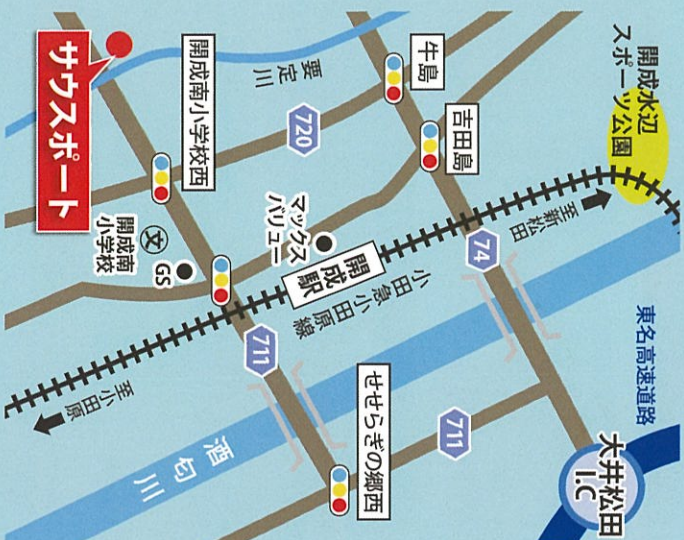 開成水辺
スポーツ公園
東名高速道路
大井松田
I.C
牛島
吉田島
74
至新松田
要定川
720
開成南小学校西
マックス
バリュー
開成駅
小田急小田原線
711
せせらぎの郷西
711
サウスポート
開成南
小学校
文
GS
酒匂川
至小田原